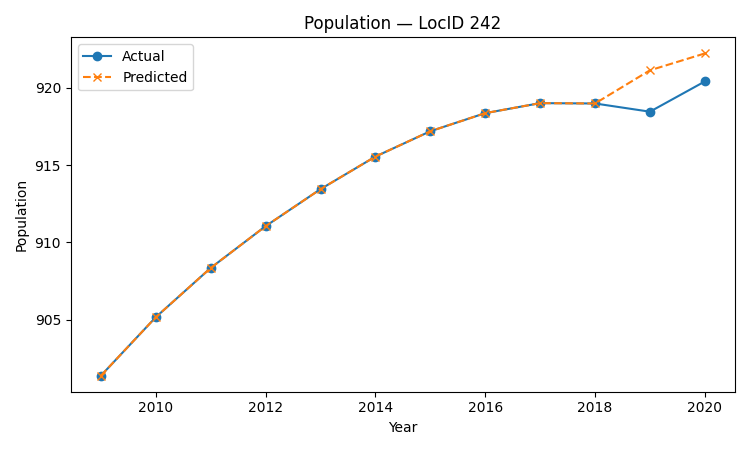 Population — LocID 242
Actual
Predicted
920
915
910
905
Population
2010
2012
2014
2016
2018
2020
Year